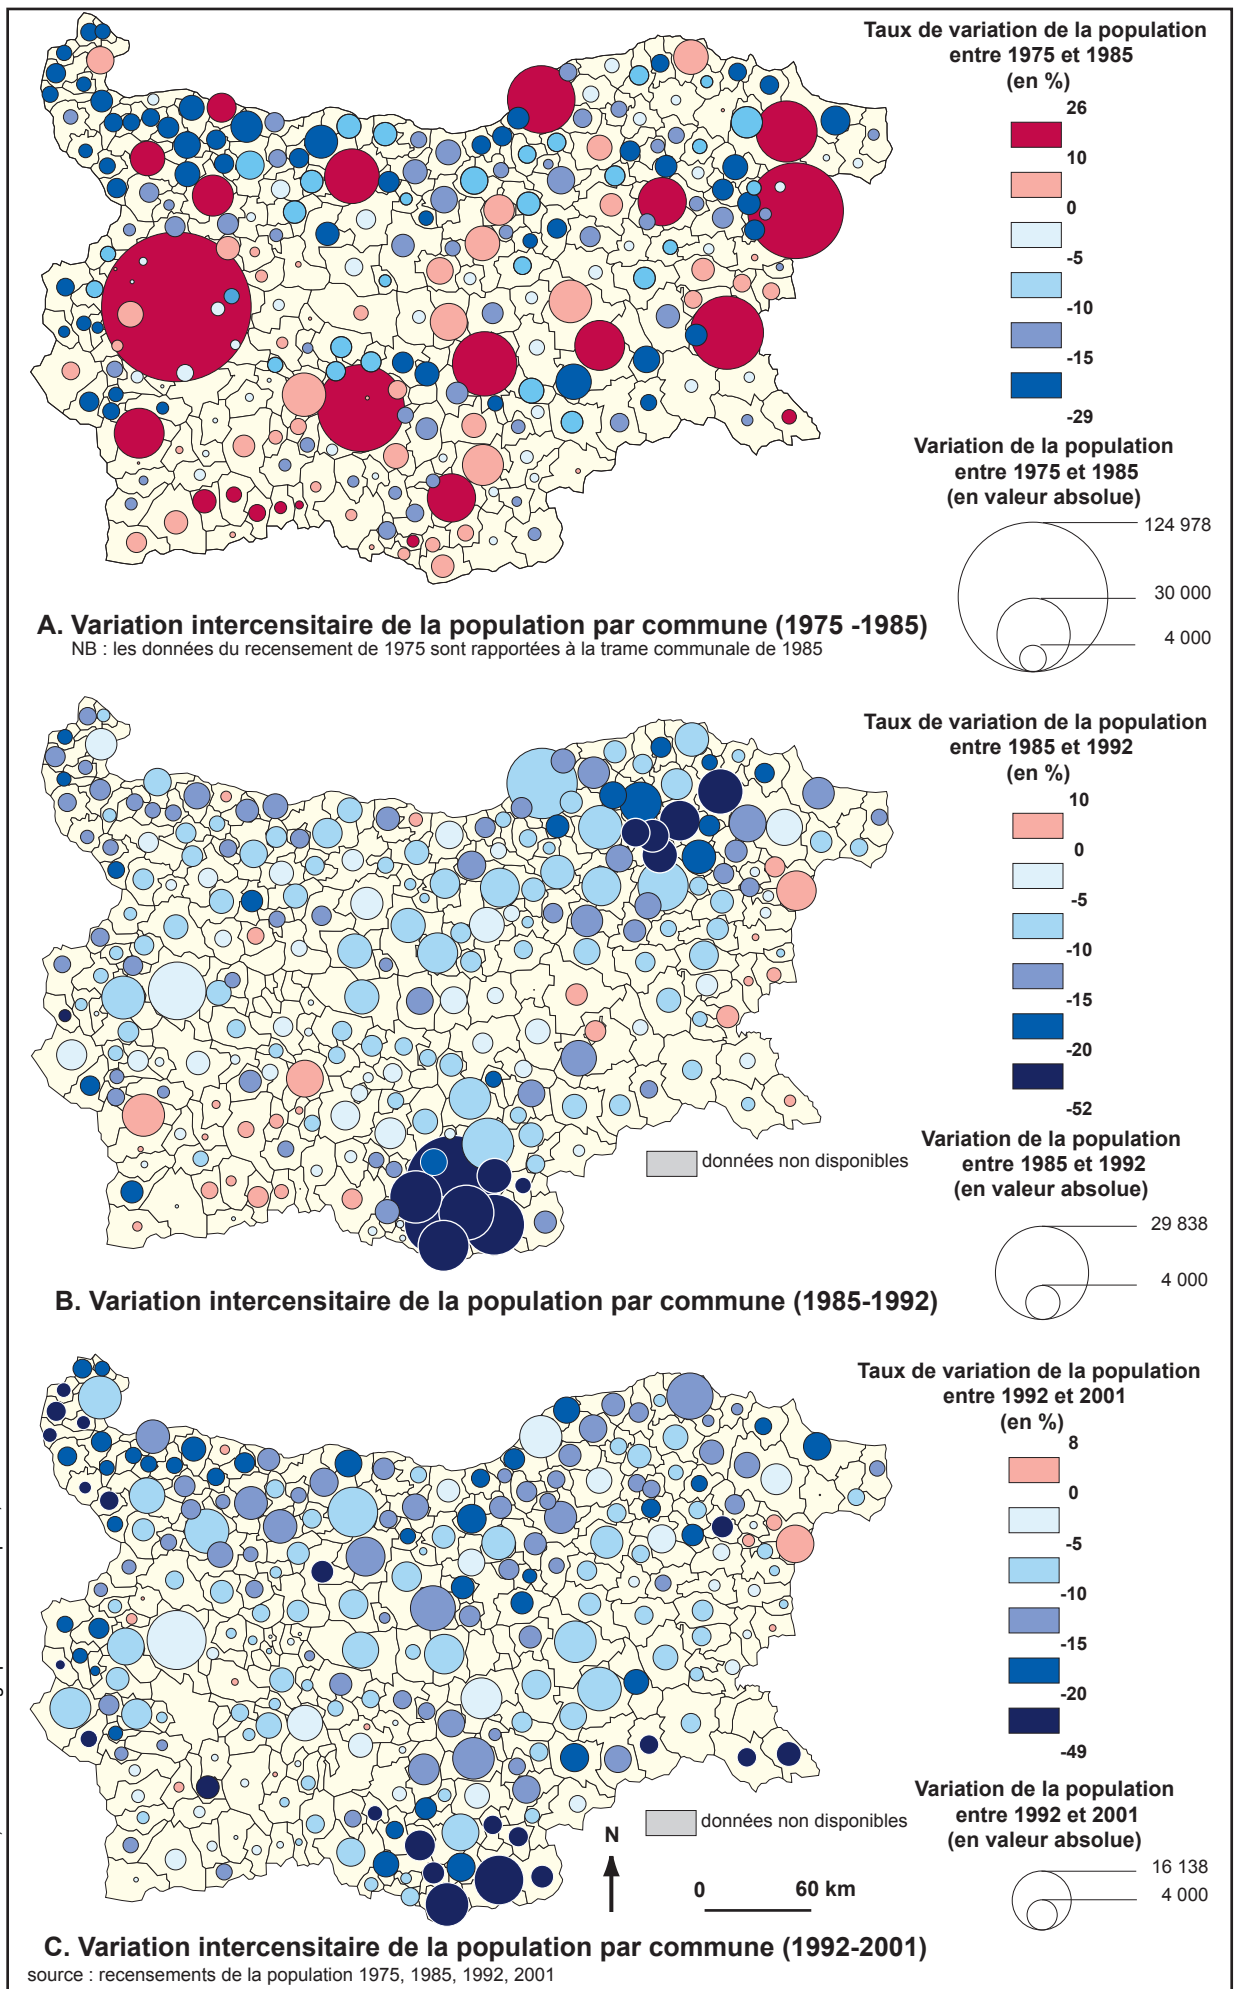 Taux de variation de la population
entre 1975 et 1985
(en %)
26
10
0
-5
-10
-15
-29
Variation de la population
entre 1975 et 1985
(en valeur absolue)
124 978
30 000
4 000
A. Variation intercensitaire de la population par commune (1975 -1985)
NB : les données du recensement de 1975 sont rapportées à la trame communale de 1985
Taux de variation de la population
entre 1985 et 1992
(en %)
10
0
-5
-10
-15
-20
-52
données non disponibles
Variation de la population
entre 1985 et 1992
(en valeur absolue)
29 838
4 000
B. Variation intercensitaire de la population par commune (1985-1992)
Taux de variation de la population
entre 1992 et 2001
(en %)
8
0
-5
-10
-15
-20
-49
données non disponibles
N
0 60 km
Variation de la population
entre 1992 et 2001
(en valeur absolue)
16 138
4 000
C. Variation intercensitaire de la population par commune (1992-2001)
source : recensements de la population 1975, 1985, 1992, 2001